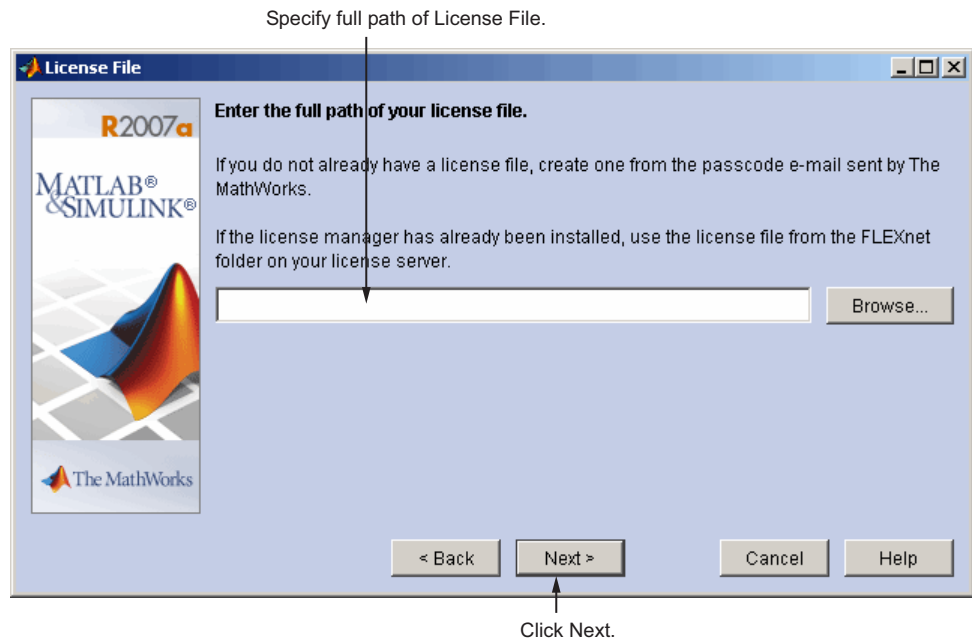 Specify full path of License File.
License File
R2007a
MATLAB®
&SIMULINK®
The MathWorks
Enter the full path of your license file.
If you do not already have a license file, create one from the passcode e-mail sent by The
MathWorks.
If the license manager has already been installed, use the license file from the FLEXnet
folder on your license server.
Browse...
< Back
Next >
Cancel
Help
Click Next.